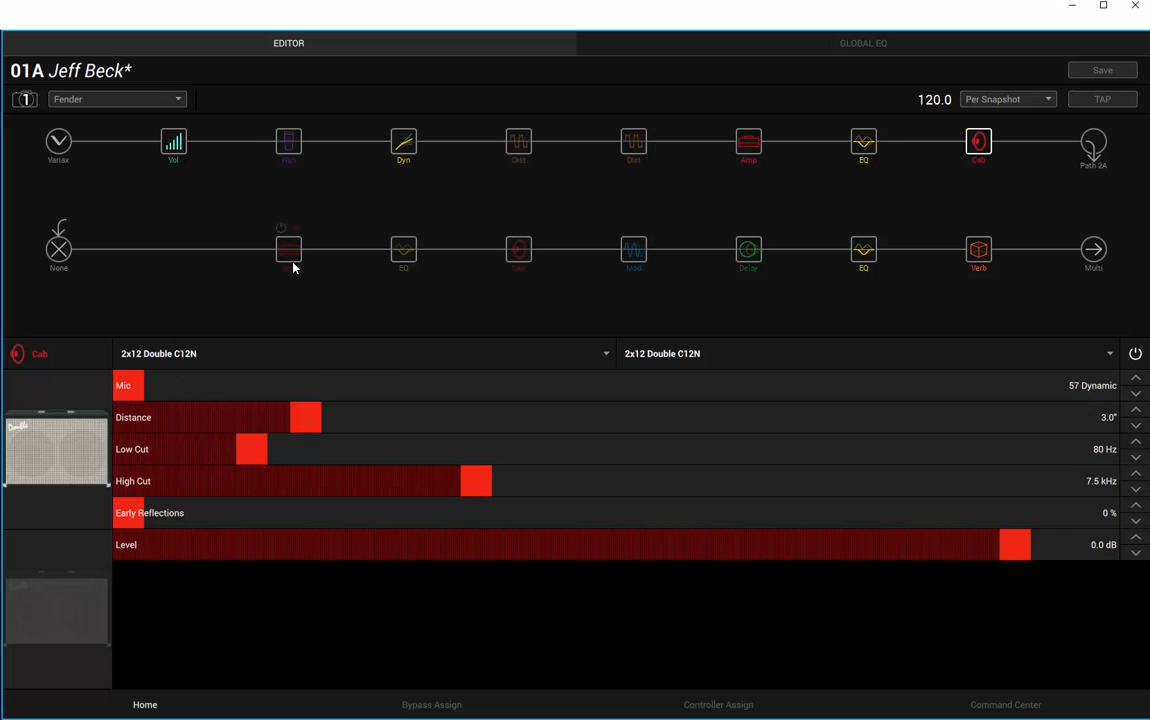 EDITOR
GLOBAL EQ
01A Jeff Beck*
Save
1
Fender
120.0
Per Snapshot
TAP
Variax
Vol
Wah
Dyn
Dist
Dist
Amp
EQ
Cab
Path 2A
None
EQ
Cab
Mod
Delay
EQ
Verb
Multi
Cab
2x12 Double C12N
2x12 Double C12N
Mic
57 Dynamic
Distance
3.0"
Low Cut
80 Hz
High Cut
7.5 kHz
Early Reflections
0 %
Level
0.0 dB
Home
Bypass Assign
Controller Assign
Command Center